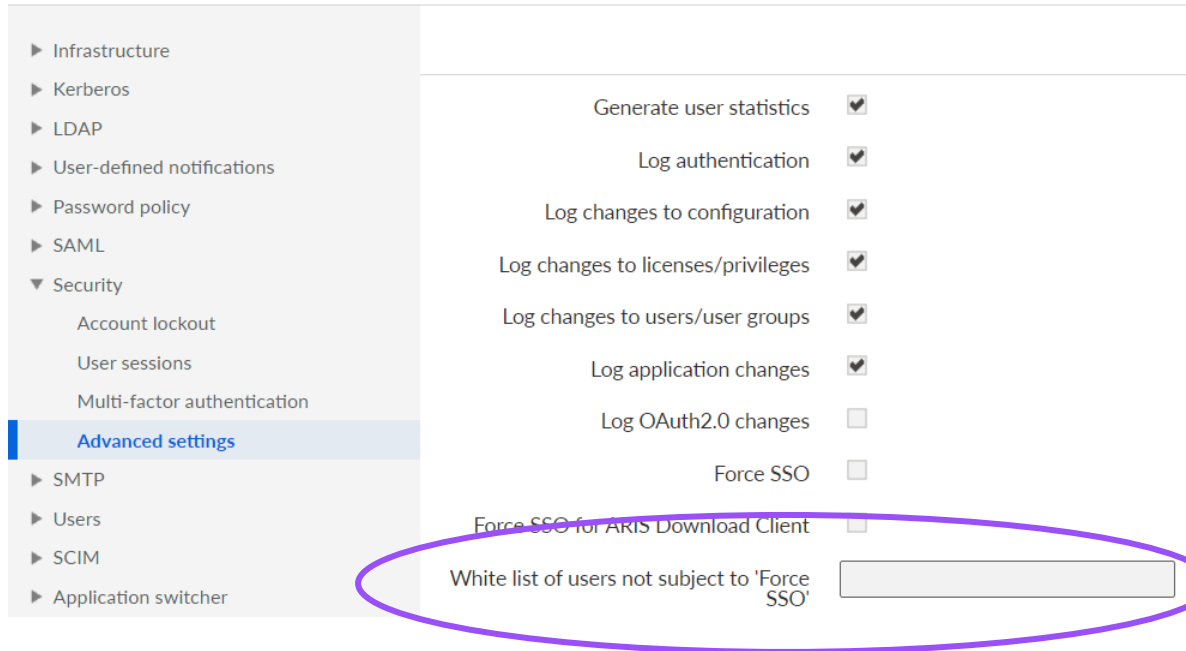 Infrastructure
Kerberos
LDAP
User-defined notifications
Password policy
SAML
Security
Account lockout
User sessions
Multi-factor authentication
Advanced settings
SMTP
Users
SCIM
Application switcher
Generate user statistics
Log authentication
Log changes to configuration
Log changes to licenses/privileges
Log changes to users/user groups
Log application changes
Log OAuth2.0 changes
Force SSO
Force SSO for ARIS Download Client
White list of users not subject to 'Force
SSO'